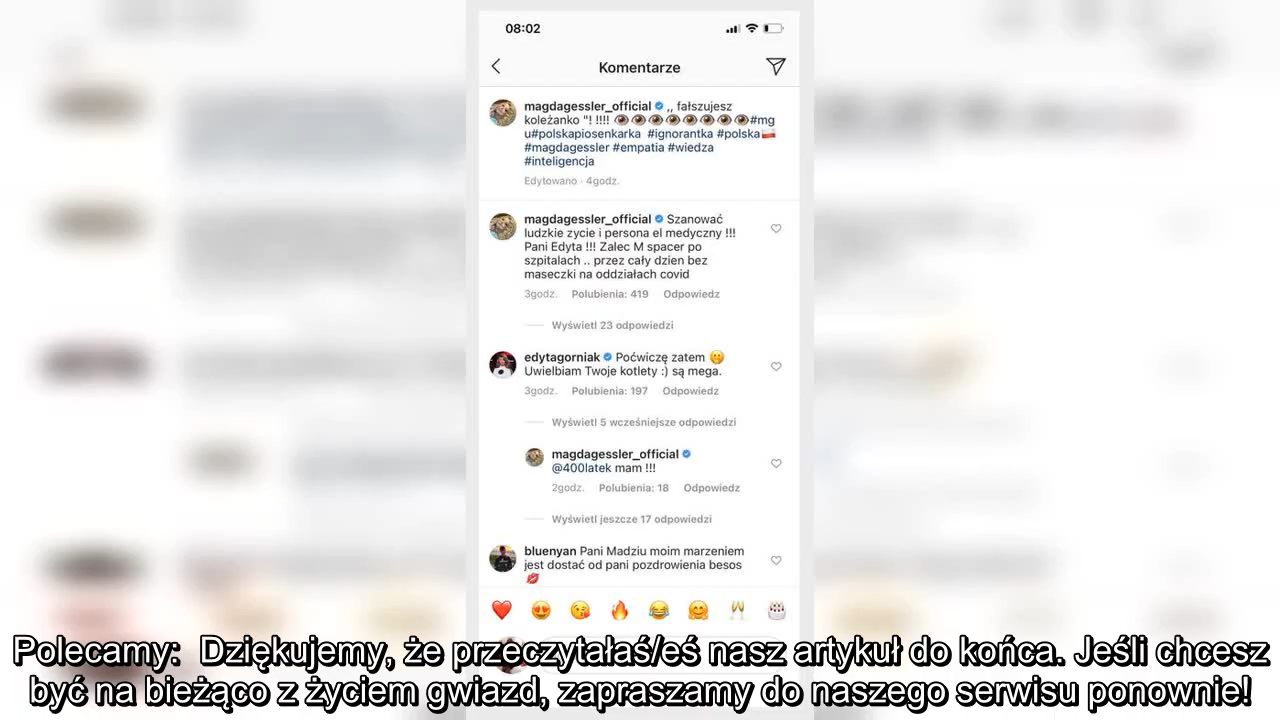 08:02
Komentarze
magdagessler_official ,, fałszujesz
koleżanko "! !!!! 👁👁👁👁👁👁👁👁#mg
u#polskapiosenkarka #ignorantka #polska🇵🇱
#magdagessler #empatia #wiedza
#inteligencja
Edytowano · 4godz.
magdagessler_official Szanować
ludzkie zycie i persona el medyczny !!!
Pani Edyta !!! Zalec M spacer po
szpitalach .. przez cały dzien bez
maseczki na oddziałach covid
3godz. Polubienia: 419 Odpowiedz
Wyświetl 23 odpowiedzi
edytagorniak Poćwiczę zatem 🤭
Uwielbiam Twoje kotlety :) są mega.
3godz. Polubienia: 197 Odpowiedz
Wyświetl 5 wcześniejsze odpowiedzi
magdagessler_official
@400latek mam !!!
2godz. Polubienia: 18 Odpowiedz
Wyświetl jeszcze 17 odpowiedzi
bluenyan Pani Madziu moim marzeniem
jest dostać od pani pozdrowienia besos
💋
❤️😍😘🔥😂🤗🥂🎂
Polecamy: Dziękujemy, że przeczytałaś/eś nasz artykuł do końca. Jeśli chcesz
być na bieżąco z życiem gwiazd, zapraszamy do naszego serwisu ponownie!